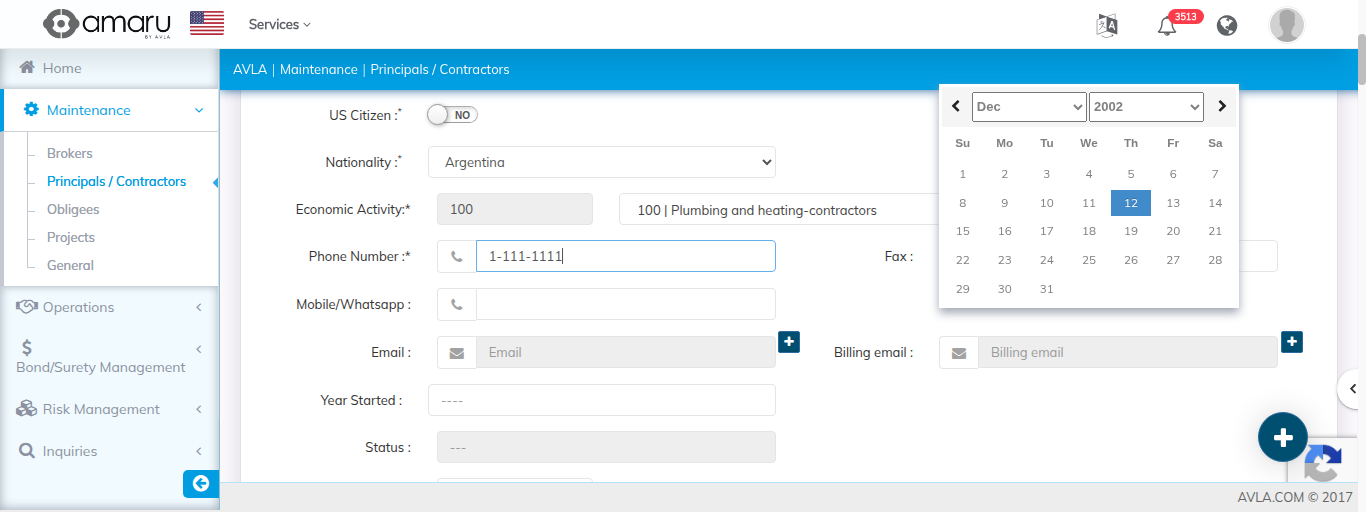 amaru
BY AVLA
Services
3513
Home
AVLA | Maintenance | Principals / Contractors
Maintenance
Brokers
Principals / Contractors
Obligees
Projects
General
Operations
Bond/Surety Management
Risk Management
Inquiries
US Citizen :*
NO
Nationality :*
Argentina
Economic Activity:*
100
100 | Plumbing and heating-contractors
Phone Number :*
1-111-1111
Fax :
Mobile/Whatsapp :
Email :
Email
Billing email :
Billing email
Year Started :
----
Status :
---
Dec 2002
Su Mo Tu We Th Fr Sa
1 2 3 4 5 6 7
8 9 10 11 12 13 14
15 16 17 18 19 20 21
22 23 24 25 26 27 28
29 30 31
AVLA.COM © 2017